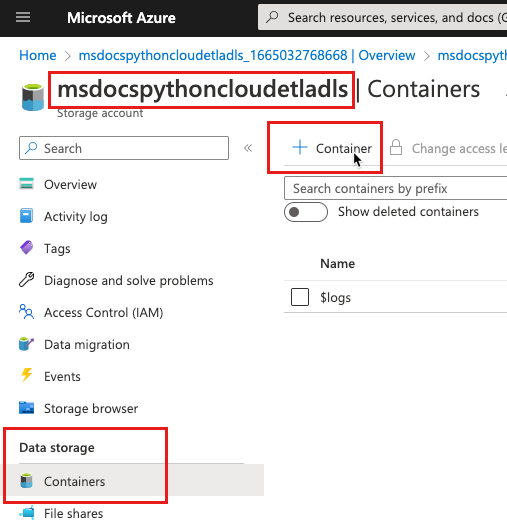 Microsoft Azure
Search resources, services, and docs (G
Home > msdocspythoncloudetladls_1665032768668 | Overview > msdocspyth
msdocspythoncloudetladls | Containers
Storage account
Search
«
+ Container
Change access le
Search containers by prefix
Show deleted containers
Name
$logs
Overview
Activity log
Tags
Diagnose and solve problems
Access Control (IAM)
Data migration
Events
Storage browser
Data storage
Containers
File shares